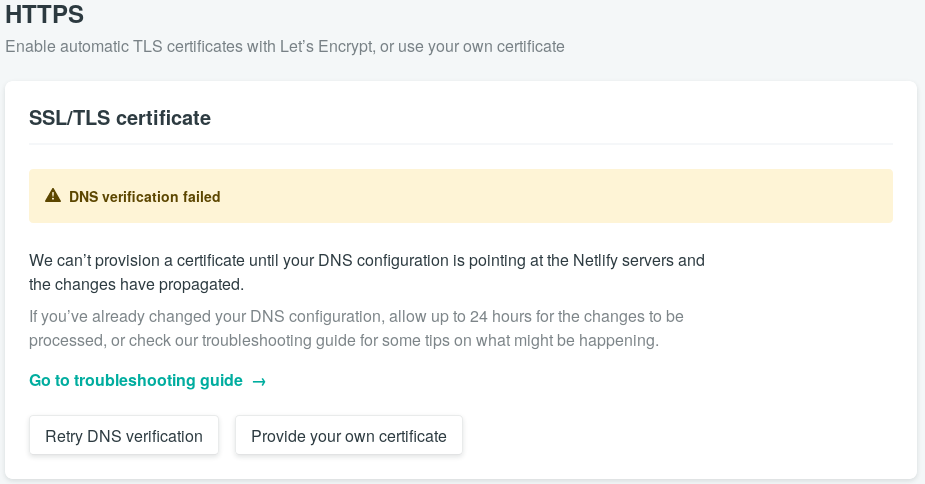 HTTPS
Enable automatic TLS certificates with Let’s Encrypt, or use your own certificate
SSL/TLS certificate
DNS verification failed
We can’t provision a certificate until your DNS configuration is pointing at the Netlify servers and
the changes have propagated.
If you’ve already changed your DNS configuration, allow up to 24 hours for the changes to be
processed, or check our troubleshooting guide for some tips on what might be happening.
Go to troubleshooting guide →
Retry DNS verification
Provide your own certificate